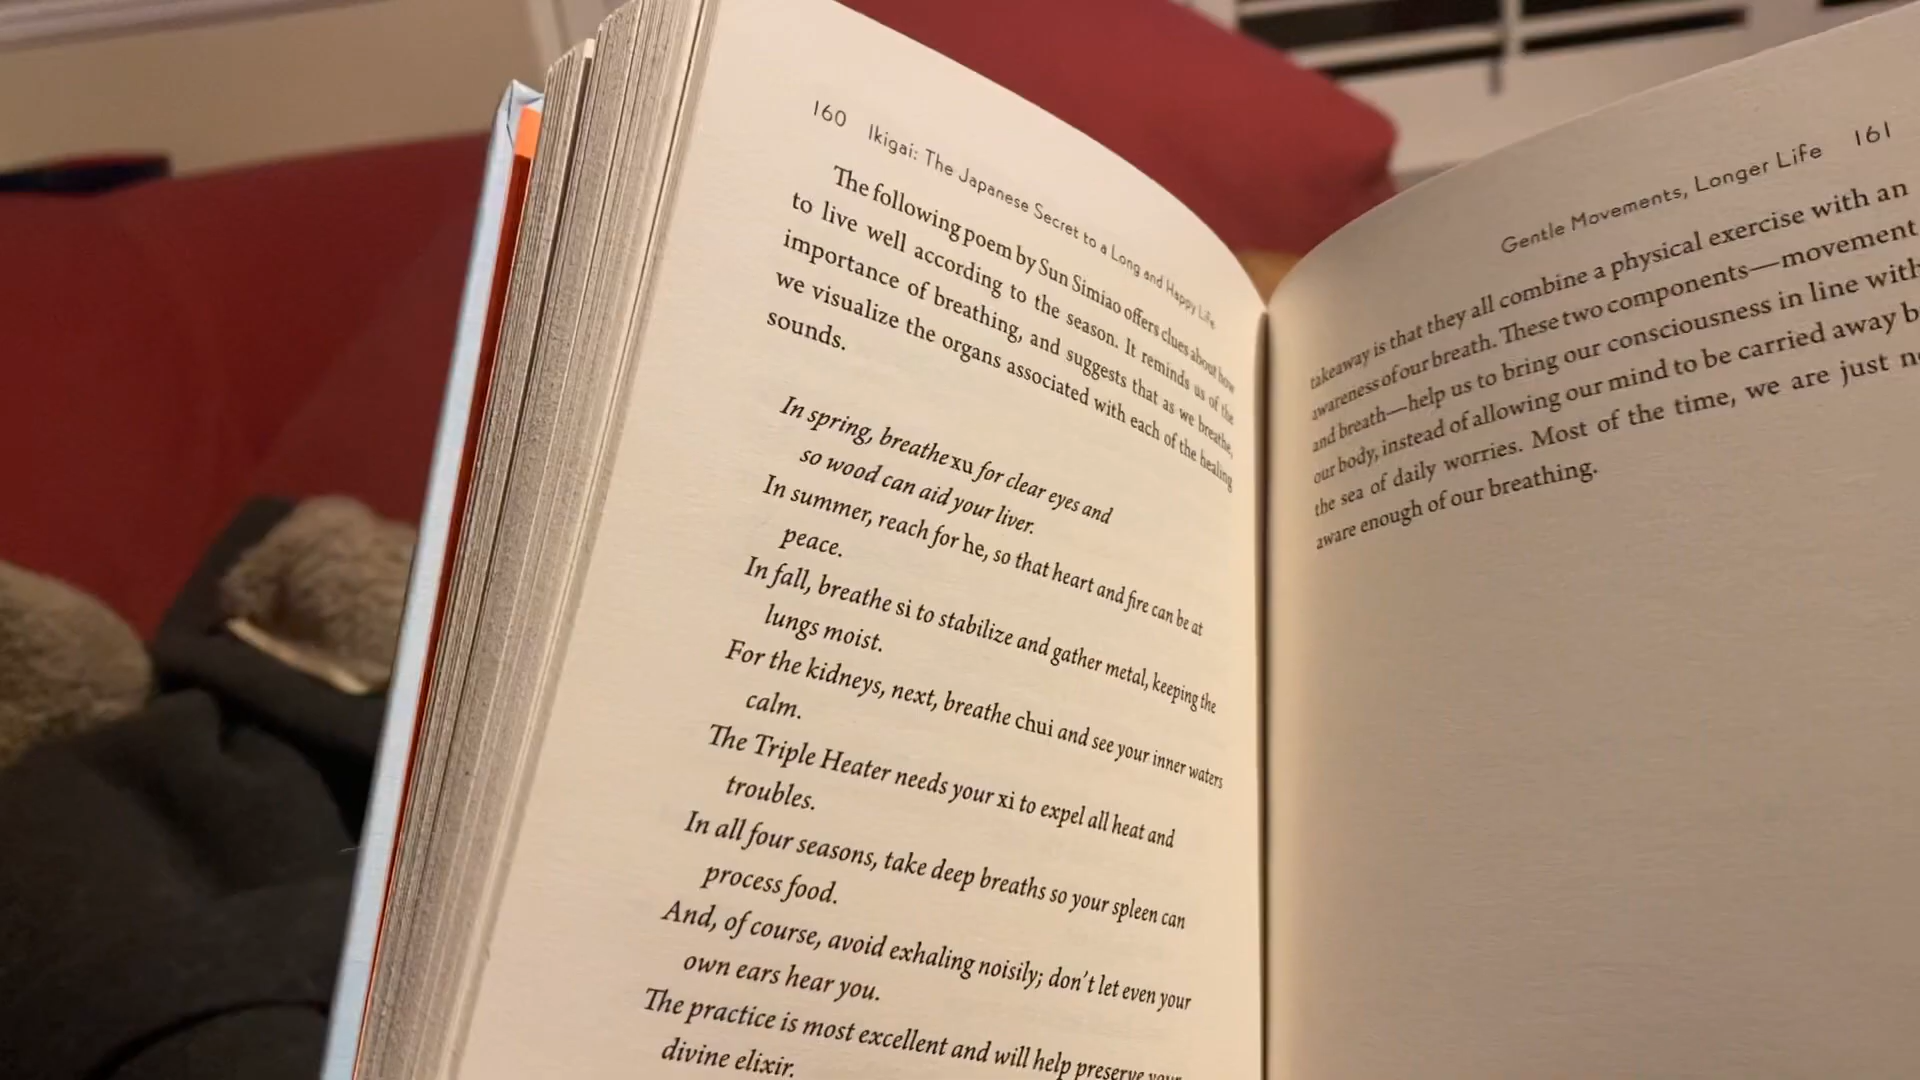 160 Ikigai: The Japanese Secret to a Long and Happy Life
The following poem by Sun Simiao offers clues about how
to live well according to the season. It reminds us of the
importance of breathing, and suggests that as we breathe,
we visualize the organs associated with each of the healing
sounds.
In spring, breathe xu for clear eyes and
so wood can aid your liver.
In summer, reach for he, so that heart and fire can be at
peace.
In fall, breathe si to stabilize and gather metal, keeping the
lungs moist.
For the kidneys, next, breathe chui and see your inner waters
calm.
The Triple Heater needs your xi to expel all heat and
troubles.
In all four seasons, take deep breaths so your spleen can
process food.
And, of course, avoid exhaling noisily; don't let even your
own ears hear you.
The practice is most excellent and will help preserve your
divine elixir.
Gentle Movements, Longer Life 161
takeaway is that they all combine a physical exercise with an
awareness of our breath. These two components—movement
and breath—help us to bring our consciousness in line with
our body, instead of allowing our mind to be carried away
the sea of daily worries. Most of the time, we are just
aware enough of our breathing.